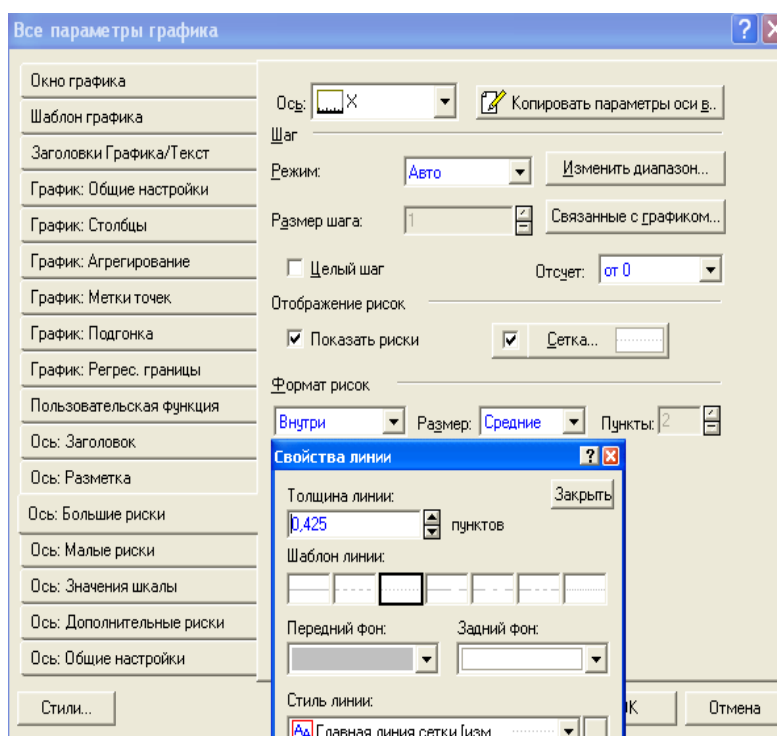 Все параметры графика
Окно графика
Шаблон графика
Заголовки Графика/Текст
График: Общие настройки
График: Столбцы
График: Агрегирование
График: Метки точек
График: Подгонка
График: Регрес. границы
Пользовательская функция
Ось: Заголовок
Ось: Разметка
Ось: Большие риски
Ось: Малые риски
Ось: Значения шкалы
Ось: Дополнительные риски
Ось: Общие настройки
Стили...
Ось: X
Копировать параметры оси в..
Шаг
Режим: Авто
Изменить диапазон...
Размер шага: 1
Связанные с графиком...
Целый шаг
Отсчет: от 0
Отображение рисок
Показать риски
Сетка...
Формат рисок
Внутри
Размер: Средние
Пункты: 2
Свойства линии
Толщина линии:
Закрыть
0,425 пунктов
Шаблон линии:
Передний фон:
Задний фон:
Стиль линии:
Главная линия сетки [изм
Отмена